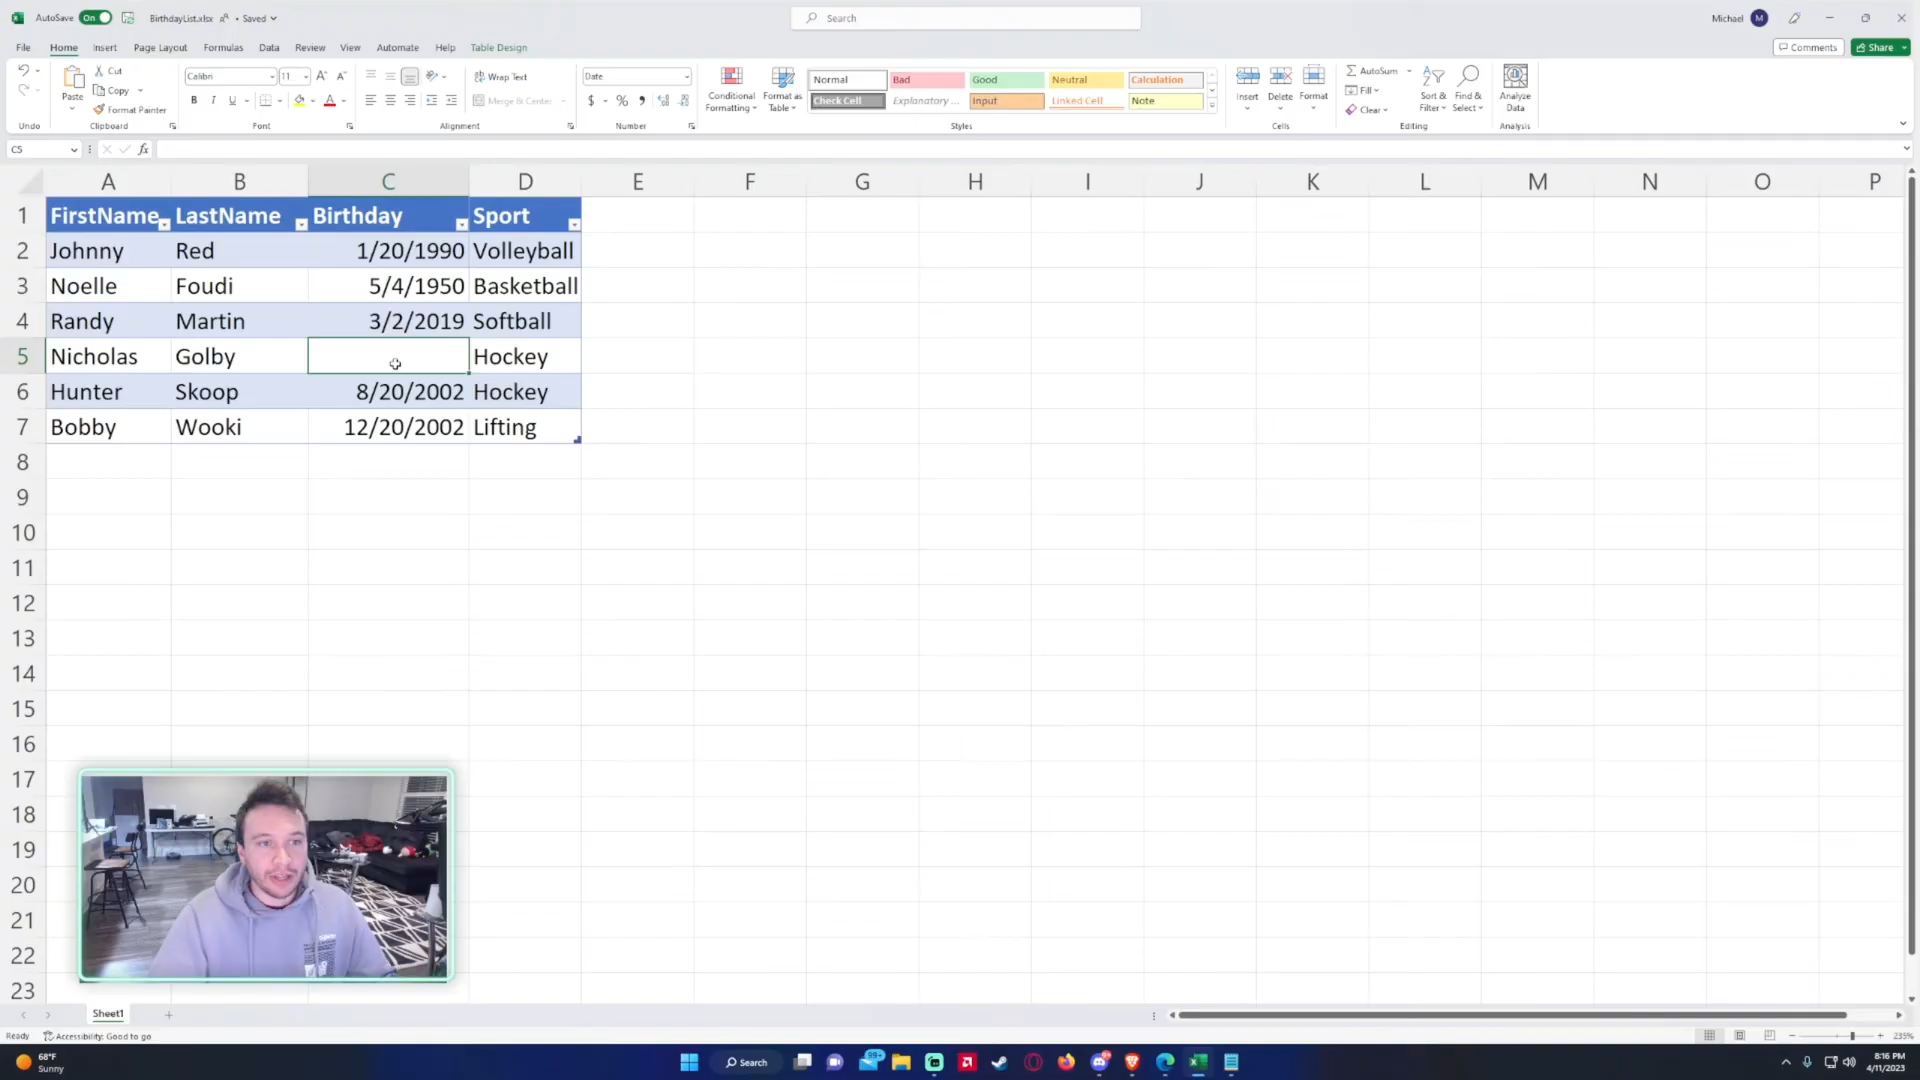 AutoSave On BirthdayList.xlsx • Saved Search Michael M
File Home Insert Page Layout Formulas Data Review View Automate Help Table Design Comments Share
Cut Calibri 11 Wrap Text Date Normal Bad Good Neutral Calculation AutoSum
Paste Copy Conditional Formatting Format as Table Insert Delete Format Fill Sort & Filter Find & Select Analyze Data
Format Painter B I U A Merge & Center $ % Check Cell Explanatory ... Input Linked Cell Note Clear
Undo Clipboard Font Alignment Number Styles Cells Editing Analysis
C5 fx
A B C D E F G H I J K L M N O P
1 FirstName LastName Birthday Sport
2 Johnny Red 1/20/1990 Volleyball
3 Noelle Foudi 5/4/1950 Basketball
4 Randy Martin 3/2/2019 Softball
5 Nicholas Golby Hockey
6 Hunter Skoop 8/20/2002 Hockey
7 Bobby Wooki 12/20/2002 Lifting
8
9
10
11
12
13
14
15
16
17
18
19
20
21
22
23
Sheet1
Ready Accessibility: Good to go 235%
68°F Search 99+ 8:16 PM
Sunny 4/11/2023